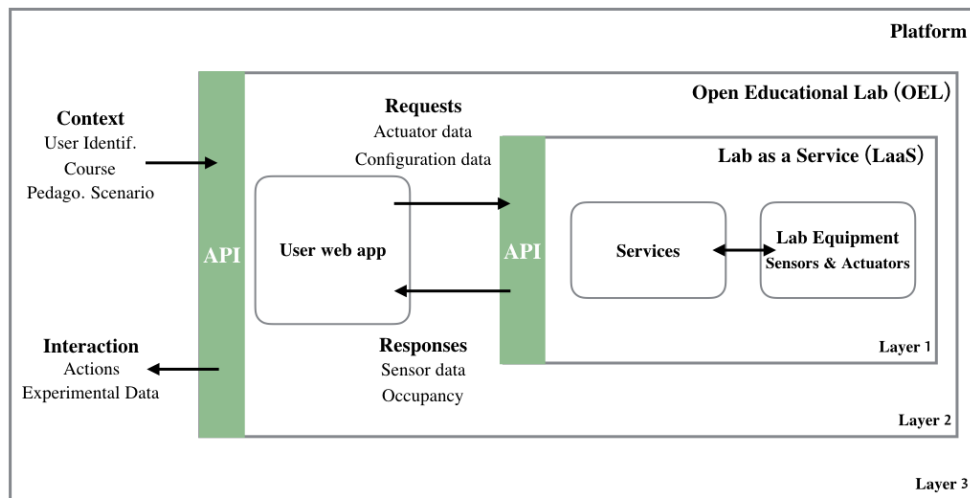 Platform
Open Educational Lab (OEL)
Context
User Identif.
Course
Pedago. Scenario
Requests
Actuator data
Configuration data
Lab as a Service (LaaS)
API
User web app
API
Services
Lab Equipment
Sensors & Actuators
Interaction
Actions
Experimental Data
Responses
Sensor data
Occupancy
Layer 1
Layer 2
Layer 3